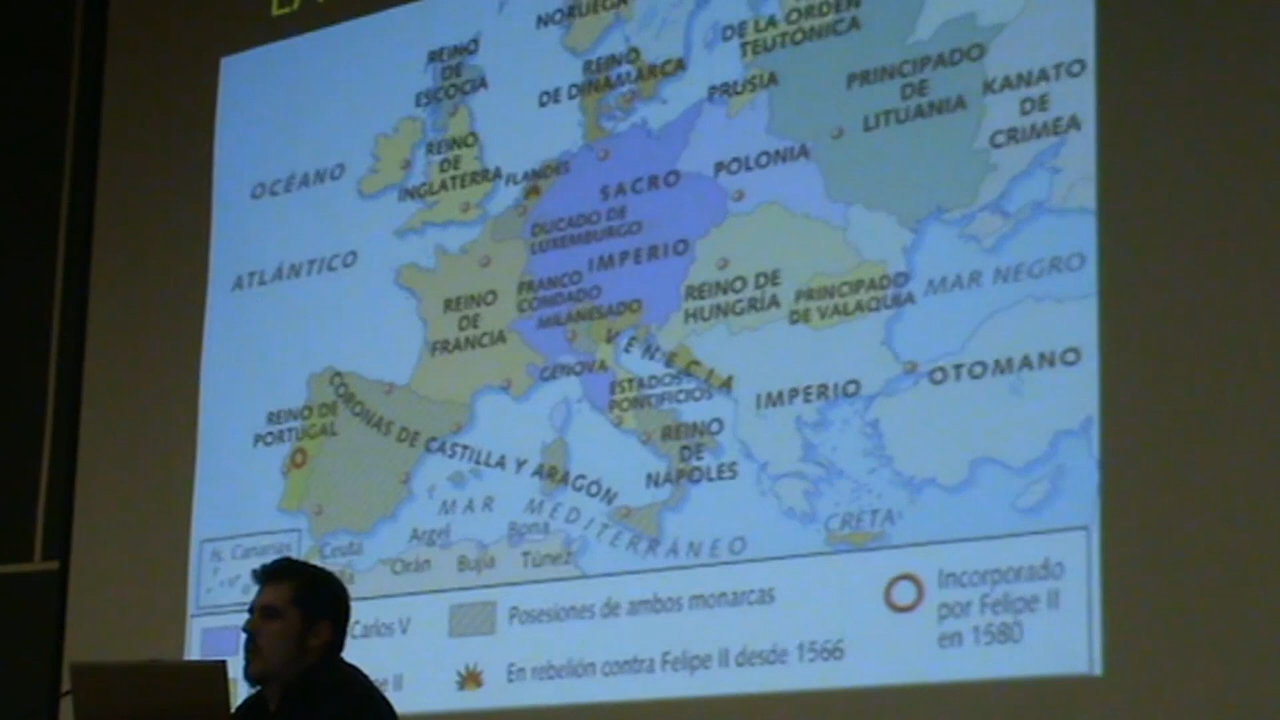 NORUEGA
DE LA ORDEN
TEUTÓNICA
REINO
DE
ESCOCIA
REINO
DE DINAMARCA
PRUSIA
PRINCIPADO
DE
LITUANIA
KANATO
DE
CRIMEA
OCÉANO
ATLÁNTICO
REINO
DE
INGLATERRA
FLANDES
SACRO
IMPERIO
POLONIA
DUCADO DE
LUXEMBURGO
FRANCO
CONDADO
MILANESADO
REINO
DE
FRANCIA
REINO DE
HUNGRÍA
PRINCIPADO
DE VALAQUIA
MAR NEGRO
VENECIA
GÉNOVA
ESTADOS
PONTIFICIOS
IMPERIO
OTOMANO
REINO DE
PORTUGAL
CORONAS DE CASTILLA Y ARAGÓN
REINO
DE
NÁPOLES
MAR MEDITERRÁNEO
CRETA
Is. Canarias
Ceuta
Argel
Orán
Bujía
Bona
Túnez
Carlos V
Posesiones de ambos monarcas
En rebelión contra Felipe II desde 1566
Incorporado
por Felipe II
en 1580